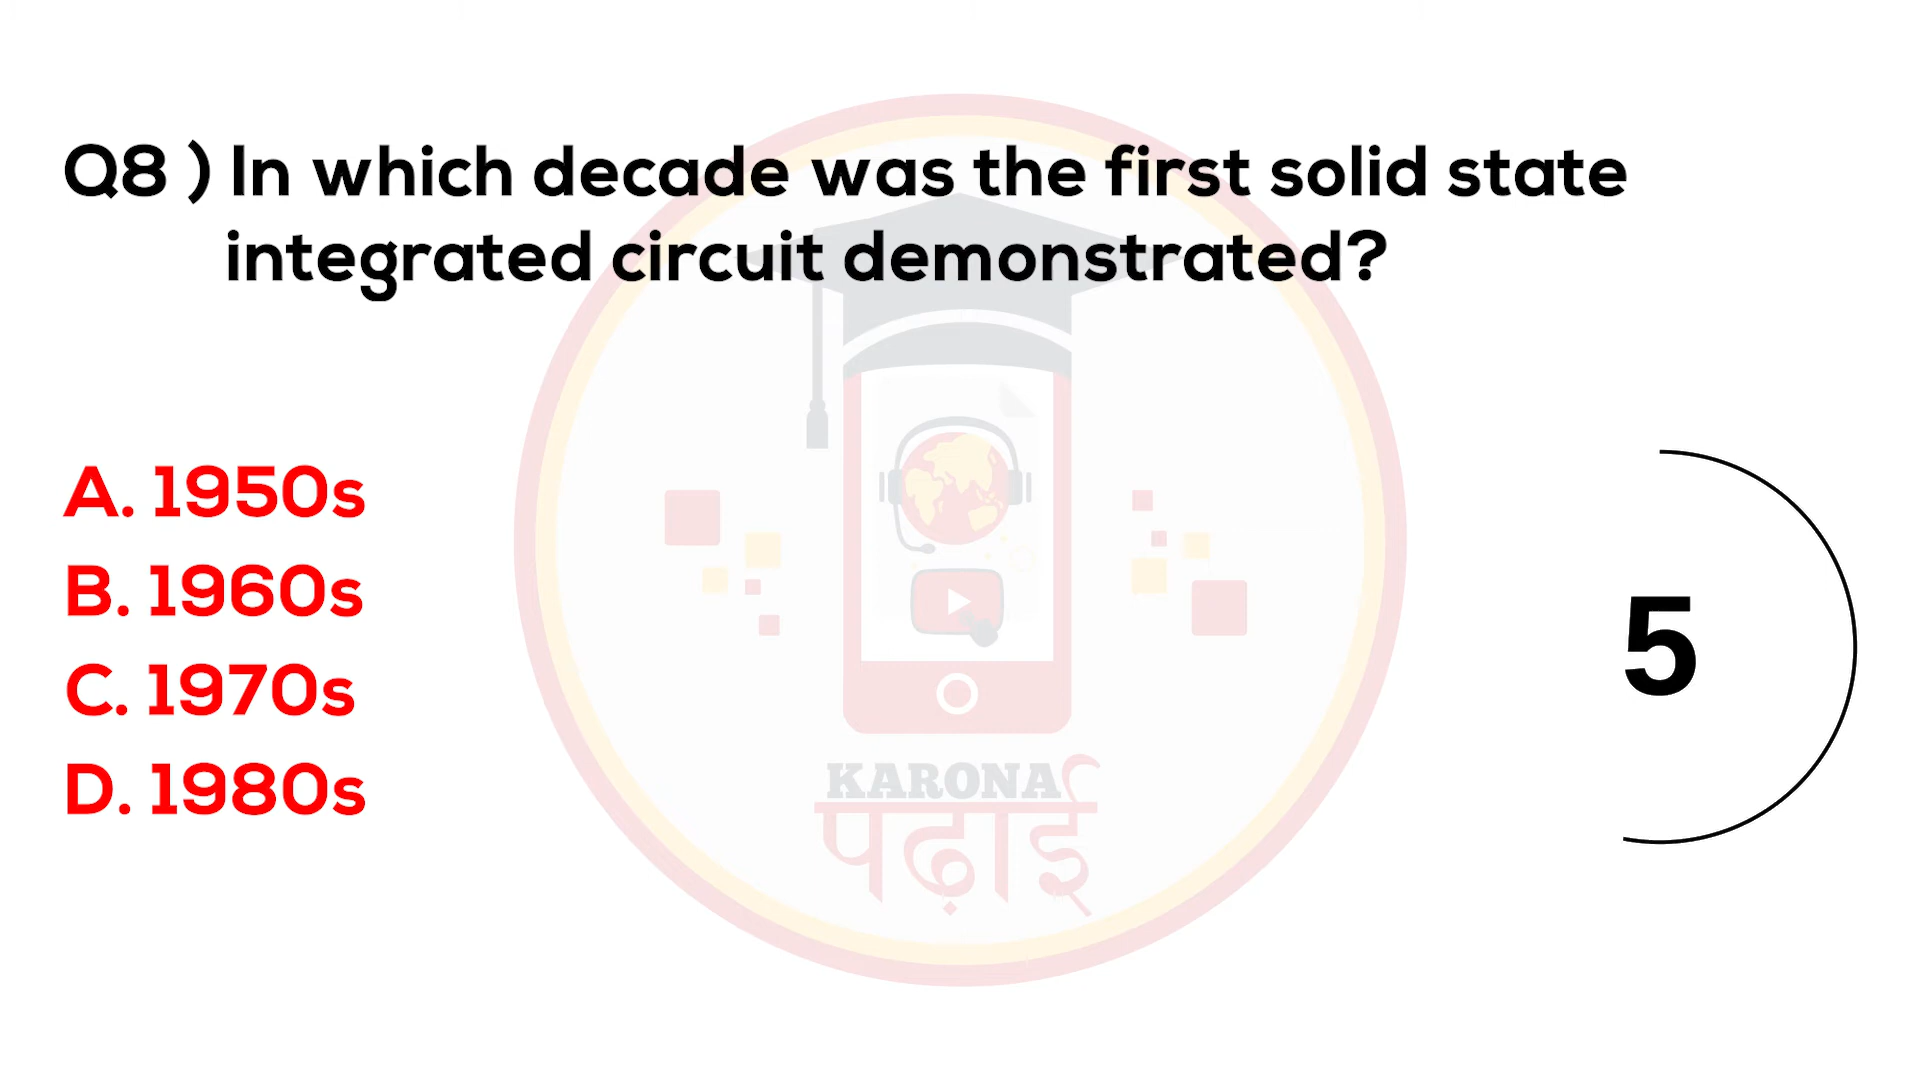 Q8 ) In which decade was the first solid state
integrated circuit demonstrated?
A. 1950s
B. 1960s
C. 1970s
D. 1980s
5
KARONA
पढ़ाई